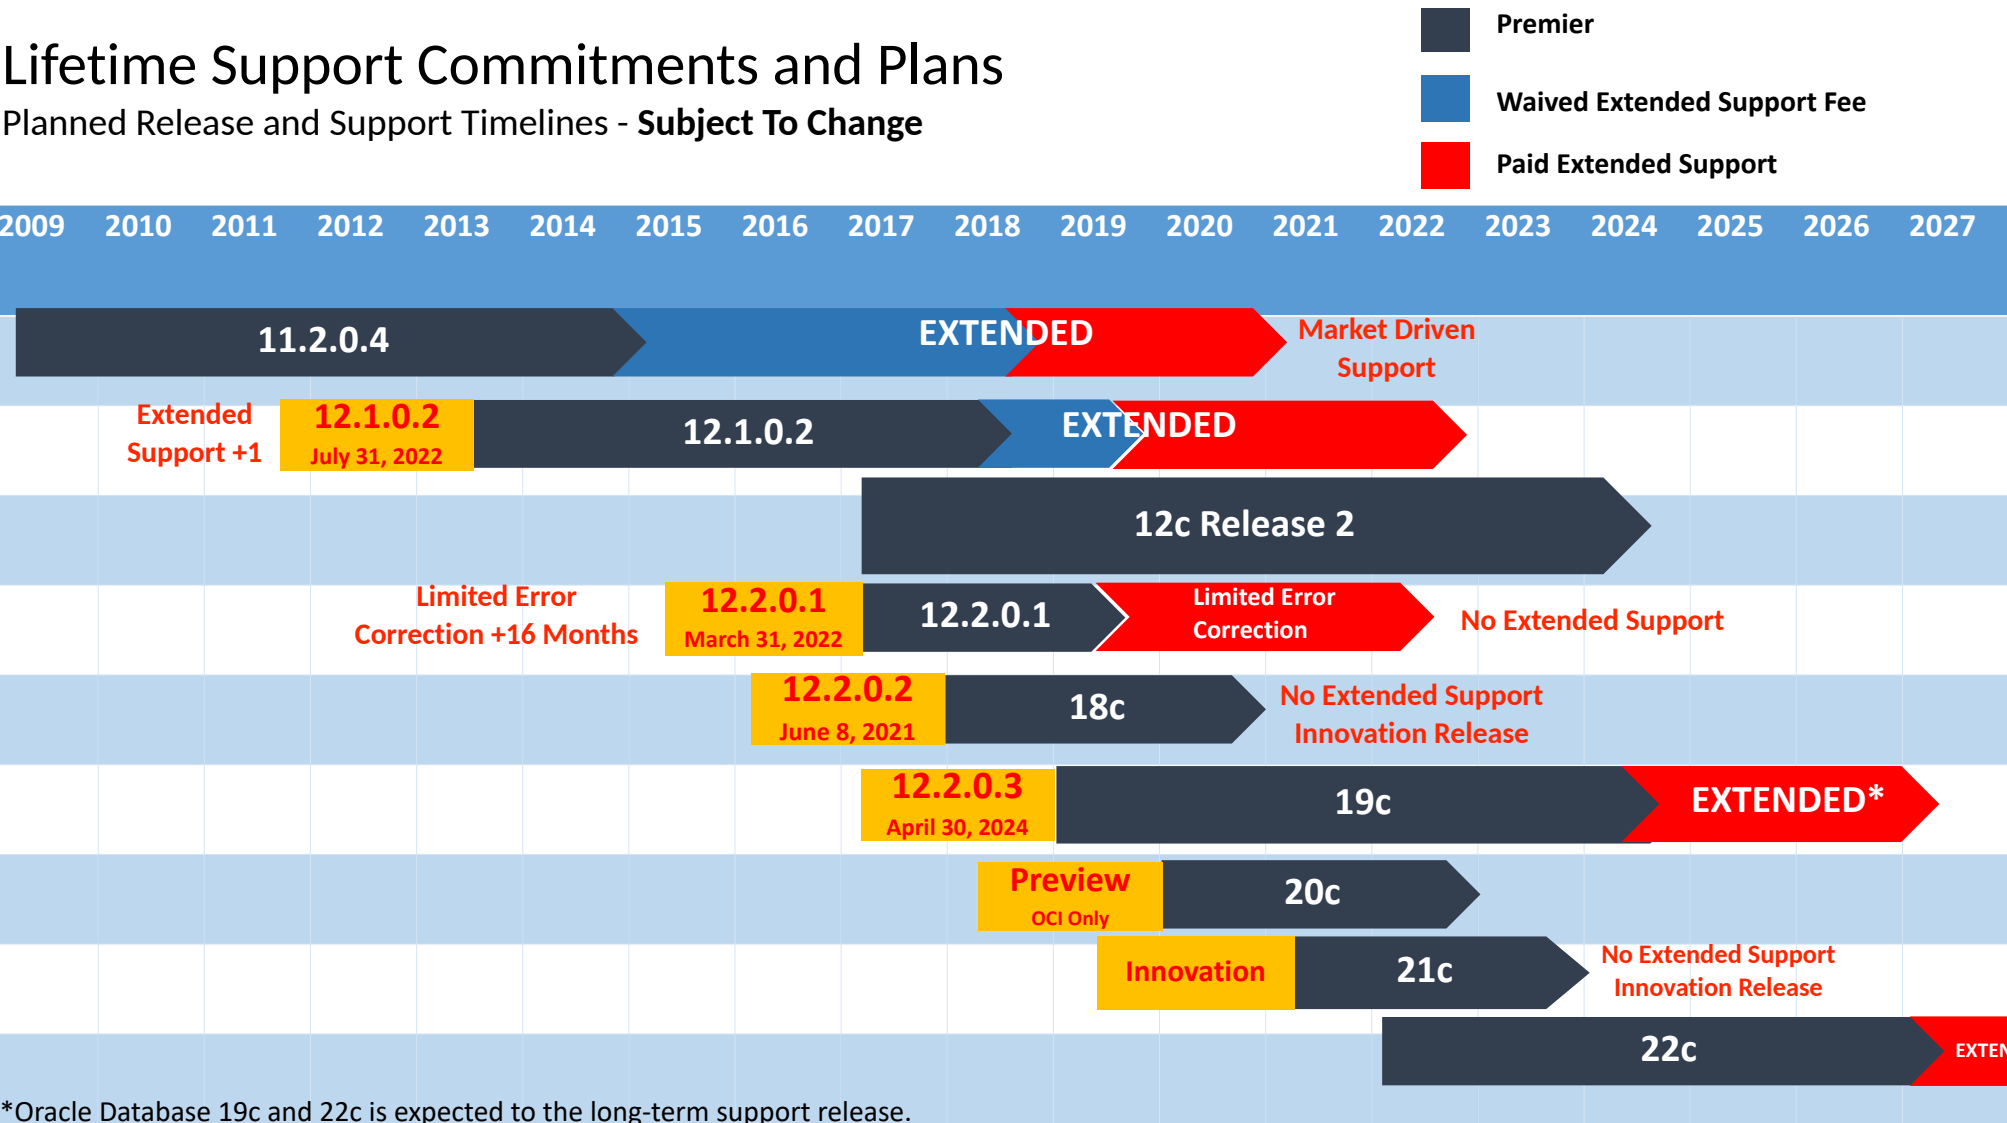 Lifetime Support Commitments and Plans
Planned Release and Support Timelines - Subject To Change
Premier
Waived Extended Support Fee
Paid Extended Support
2009 2010 2011 2012 2013 2014 2015 2016 2017 2018 2019 2020 2021 2022 2023 2024 2025 2026 2027
11.2.0.4
EXTENDED
Market Driven
Support
Extended
Support +1
12.1.0.2
July 31, 2022
12.1.0.2
EXTENDED
12c Release 2
Limited Error
Correction +16 Months
12.2.0.1
March 31, 2022
12.2.0.1
Limited Error
Correction
No Extended Support
12.2.0.2
June 8, 2021
18c
No Extended Support
Innovation Release
12.2.0.3
April 30, 2024
19c
EXTENDED*
Preview
OCI Only
20c
Innovation
21c
No Extended Support
Innovation Release
22c
EXTEN
*Oracle Database 19c and 22c is expected to the long-term support release.